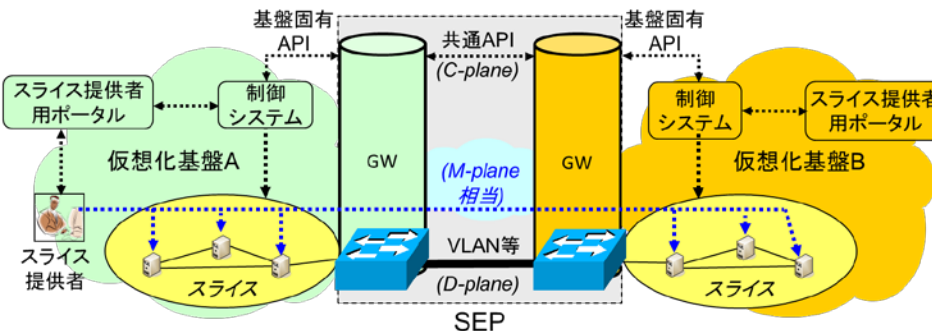 基盤固有
API
共通API
(C-plane)
基盤固有
API
スライス提供者
用ポータル
制御
システム
仮想化基盤A
GW
(M-plane
相当)
GW
制御
システム
スライス提供者
用ポータル
仮想化基盤B
スライス
提供者
スライス
VLAN等
(D-plane)
スライス
SEP